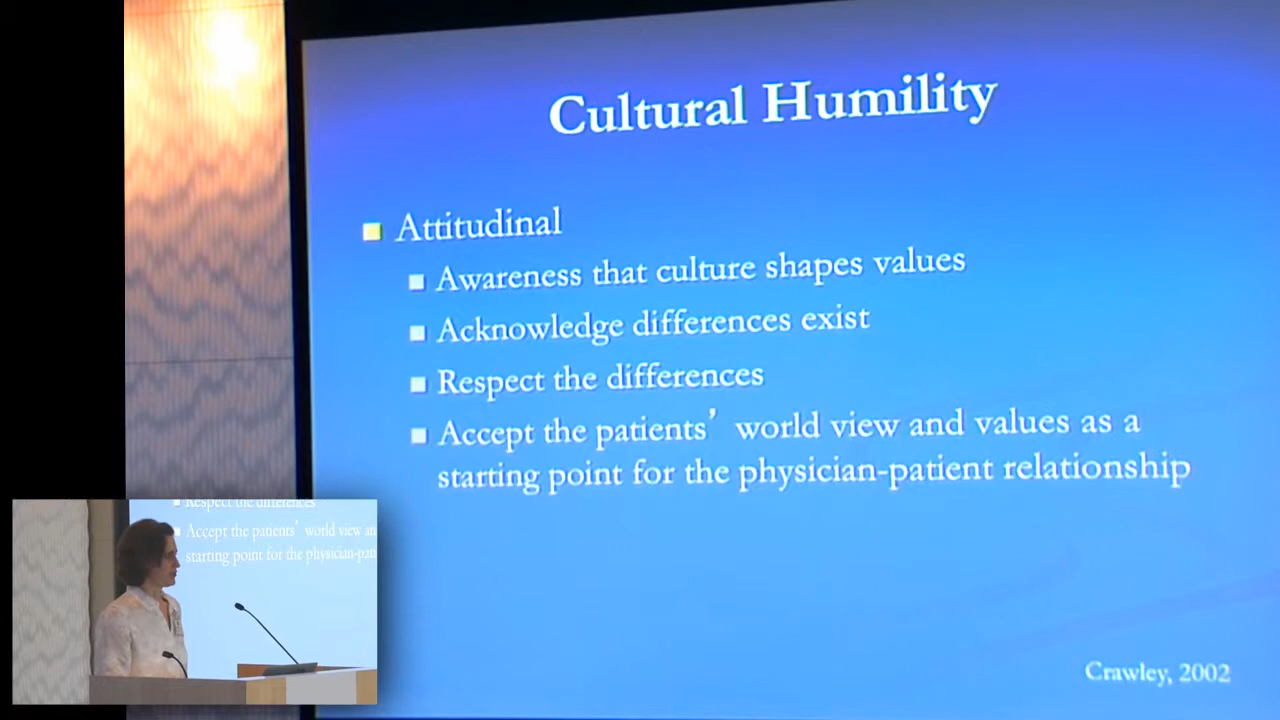 Cultural Humility
Attitudinal
Awareness that culture shapes values
Acknowledge differences exist
Respect the differences
Accept the patients’ world view and values as a
starting point for the physician-patient relationship
Crawley, 2002
Respect the differences
Accept the patients’ world view an
starting point for the physician-pati